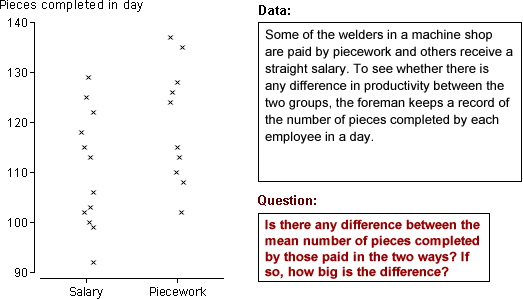 Pieces completed in day
140
130
120
110
100
90
Salary
Piecework
Data:
Some of the welders in a machine shop
are paid by piecework and others receive a
straight salary. To see whether there is
any difference in productivity between the
two groups, the foreman keeps a record of
the number of pieces completed by each
employee in a day.
Question:
Is there any difference between the
mean number of pieces completed
by those paid in the two ways? If
so, how big is the difference?